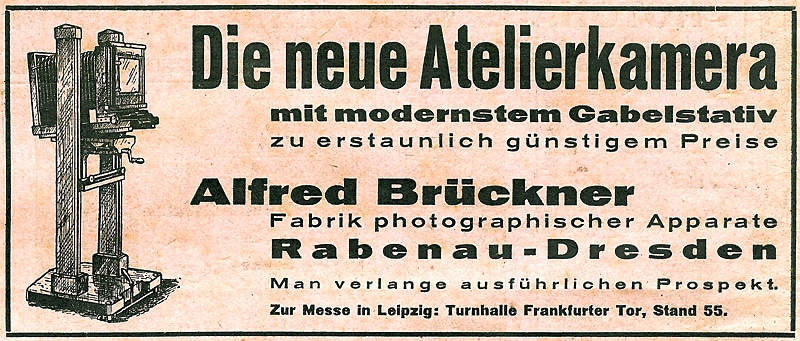 Die neue Atelierkamera
mit modernstem Gabelstativ
zu erstaunlich günstigem Preise
Alfred Brückner
Fabrik photographischer Apparate
Rabenau-Dresden
Man verlange ausführlichen Prospekt.
Zur Messe in Leipzig: Turnhalle Frankfurter Tor, Stand 55.